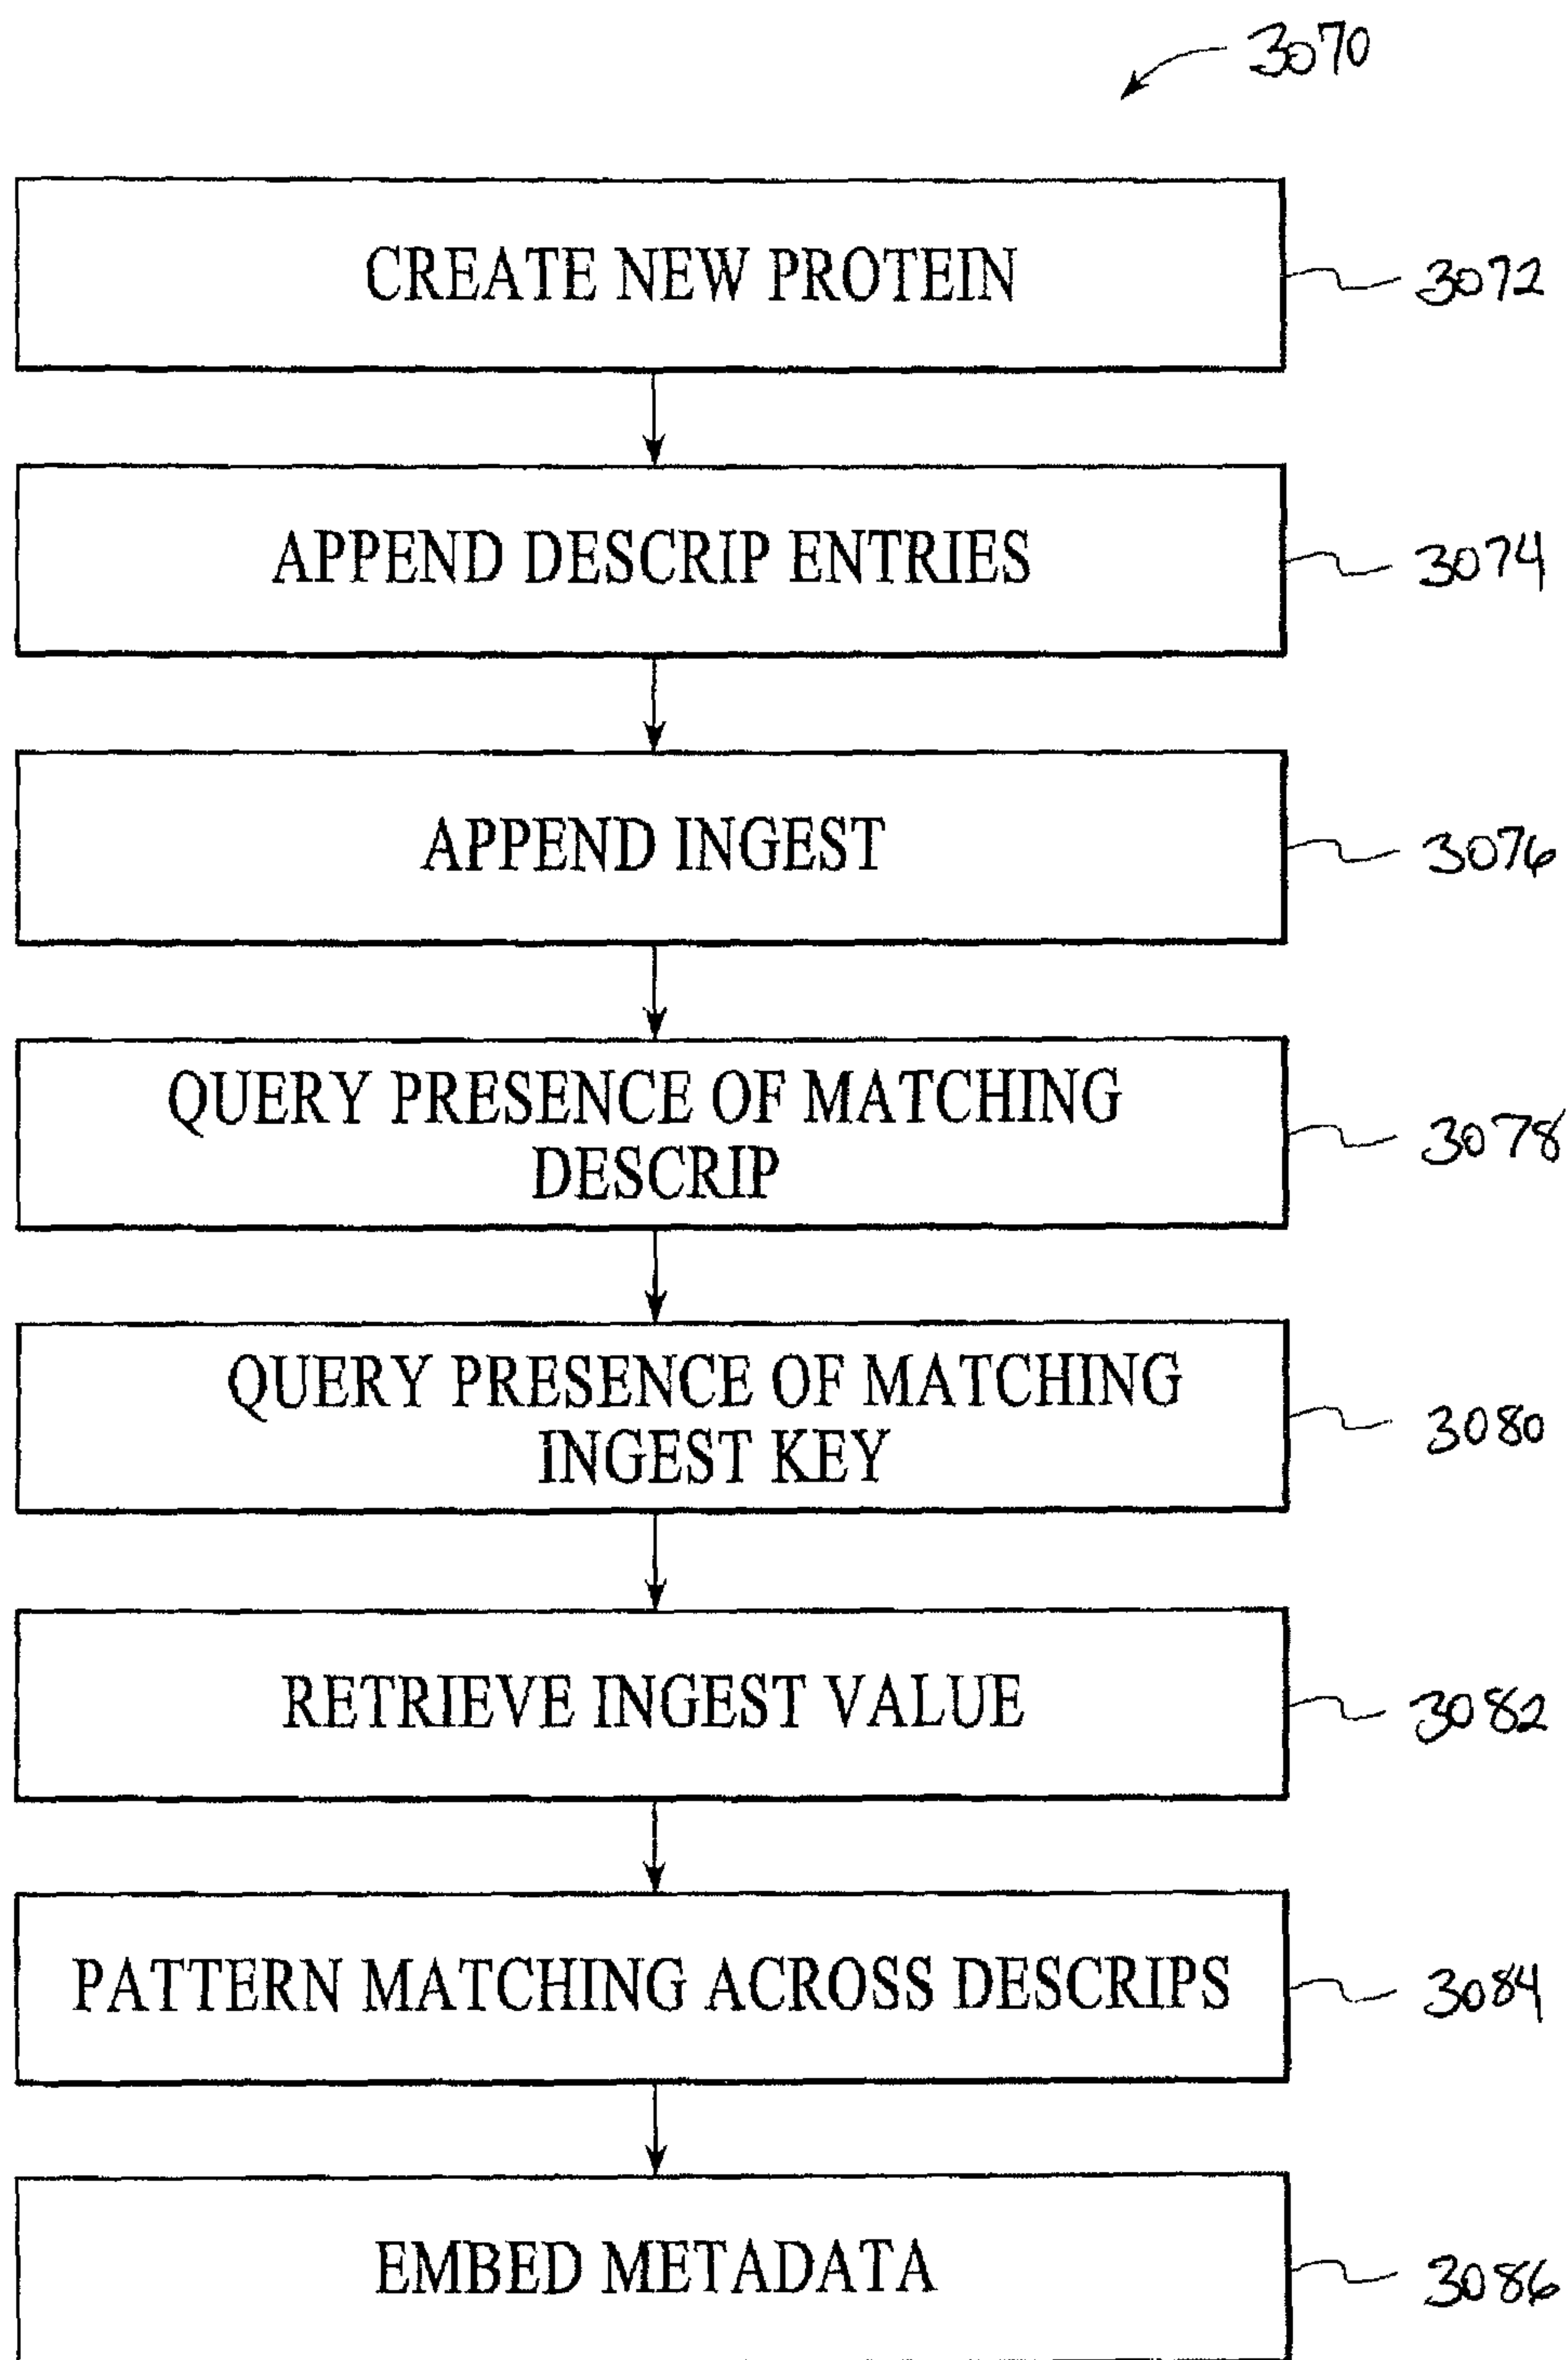 3070
CREATE NEW PROTEIN
3072
APPEND DESCRIP ENTRIES
3074
APPEND INGEST
3076
QUERY PRESENCE OF MATCHING
DESCRIP
3078
QUERY PRESENCE OF MATCHING
INGEST KEY
3080
RETRIEVE INGEST VALUE
3082
PATTERN MATCHING ACROSS DESCRIPS
3084
EMBED METADATA
3086